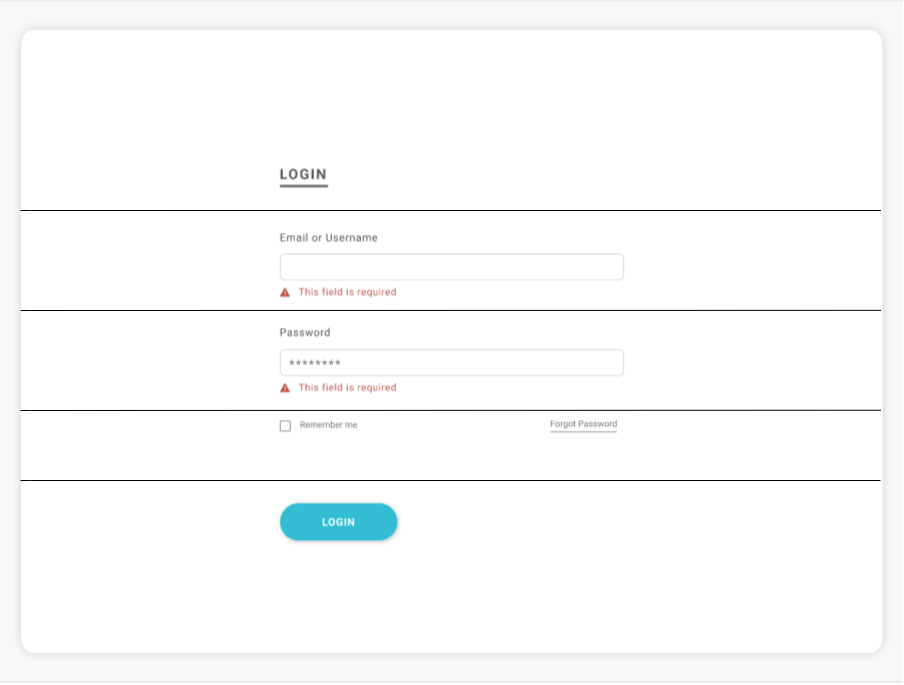 LOGIN
Email or Username
This field is required
Password
********
This field is required
Remember me Forgot Password
LOGIN